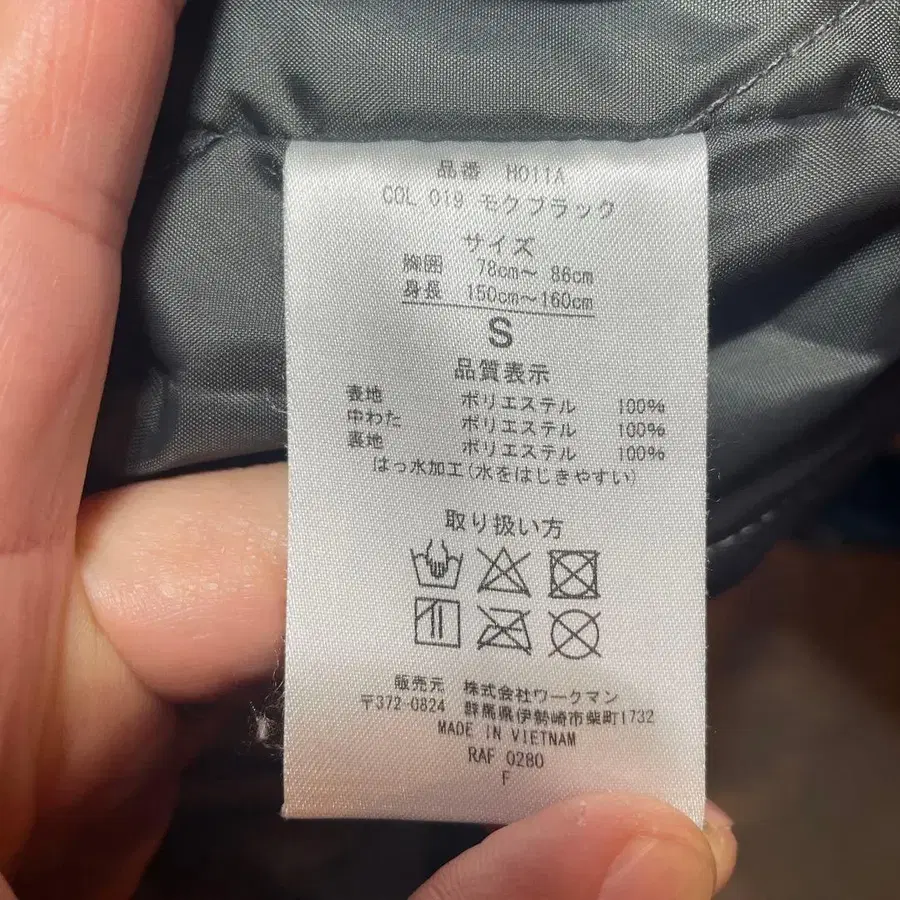 品番 H011A
COL 019 モクブラック
サイズ
胸囲 78cm～ 86cm
身長 150cm～160cm
S
品質表示
表地 ポリエステル 100%
中わた ポリエステル 100%
裏地 ポリエステル 100%
はっ水加工(水をはじきやすい)
取り扱い方
販売元 株式会社ワークマン
〒372-0824 群馬県伊勢崎市柴町1732
MADE IN VIETNAM
RAF 0280
F